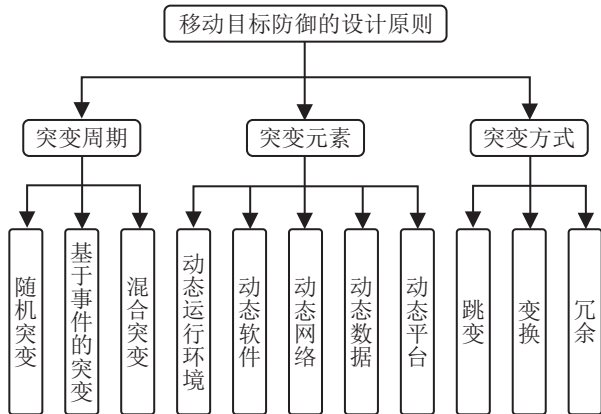 移动目标防御的设计原则
突变周期
突变元素
突变方式
随机突变
基于事件的突变
混合突变
动态运行环境
动态软件
动态网络
动态数据
动态平台
跳变
变换
冗余